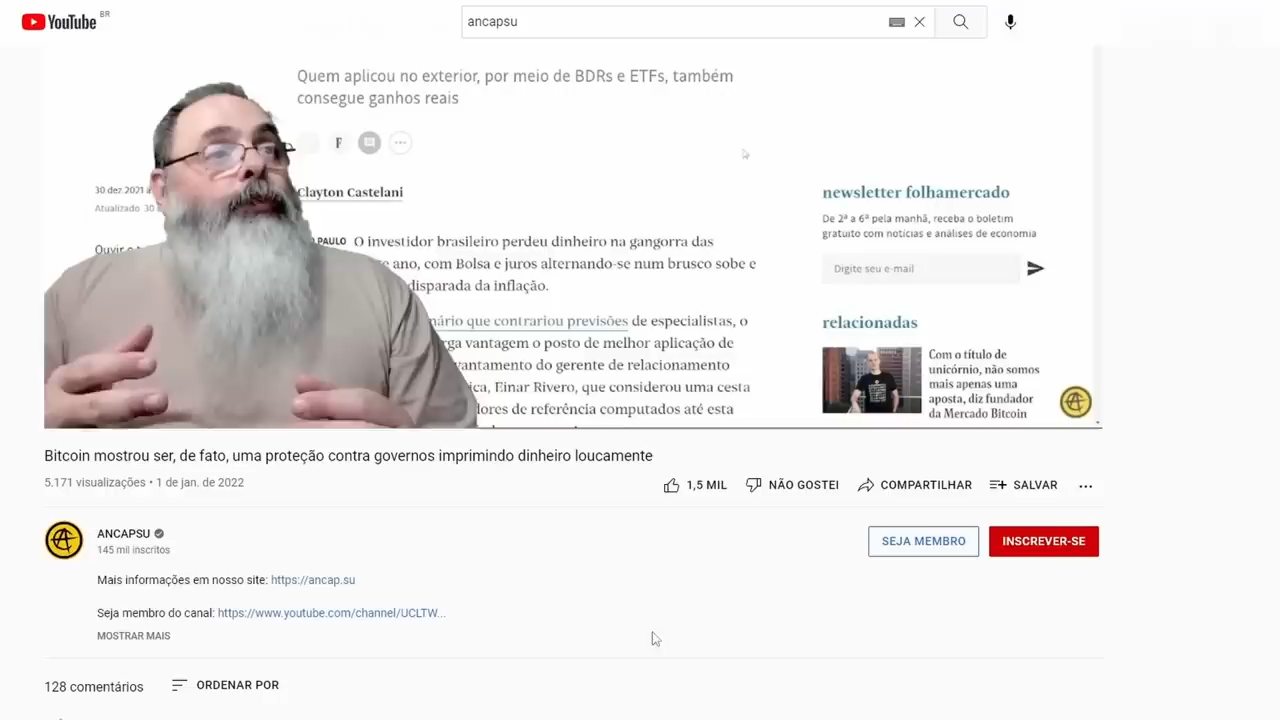 YouTube BR
ancapsu
Quem aplicou no exterior, por meio de BDRs e ETFs, também
consegue ganhos reais
F
30 dez.2021 à
Atualizado 30
Clayton Castelani
Ouvir o
PAULO O investidor brasileiro perdeu dinheiro na gangorra das
e ano, com Bolsa e juros alternando-se num brusco sobe e
disparada da inflação.
nário que contrariou previsões de especialistas, o
rga vantagem o posto de melhor aplicação de
vantamento do gerente de relacionamento
ica, Einar Rivero, que considerou uma cesta
lores de referência computados até esta
newsletter folhamercado
De 2ª a 6ª pela manhã, receba o boletim
gratuito com notícias e análises de economia
Digite seu e-mail
relacionadas
Com o título de
unicórnio, não somos
mais apenas uma
aposta, diz fundador
da Mercado Bitcoin
Bitcoin mostrou ser, de fato, uma proteção contra governos imprimindo dinheiro loucamente
5.171 visualizações • 1 de jan. de 2022
1,5 MIL
NÃO GOSTEI
COMPARTILHAR
SALVAR
ANCAPSU
145 mil inscritos
SEJA MEMBRO
INSCREVER-SE
Mais informações em nosso site: https://ancap.su
Seja membro do canal: https://www.youtube.com/channel/UCLTW...
MOSTRAR MAIS
128 comentários
ORDENAR POR